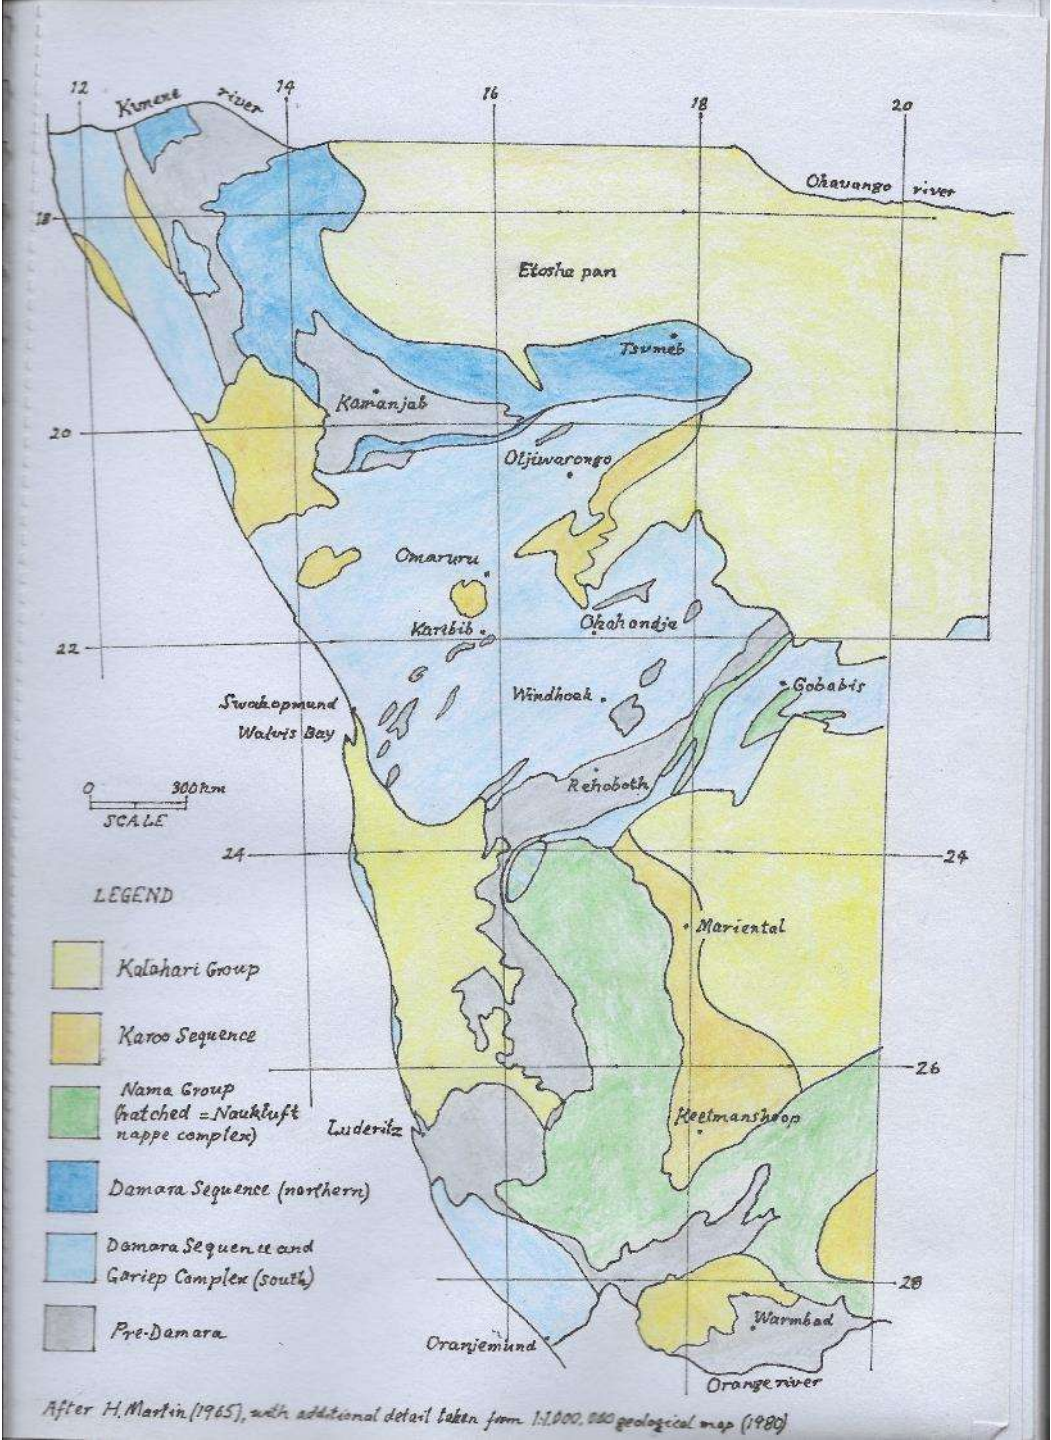 12
14
16
18
20
Kunene river
Okavango river
18
Etosha pan
Tsumeb
Kamanjab
20
Otjiwarongo
Omaruru
Karibib
Okahandja
22
Gobabis
Swakopmund
Windhoek
Walvis Bay
Rehoboth
0 300km
SCALE
24
24
LEGEND
Mariental
Kalahari Group
Karoo Sequence
26
Nama Group
(hatched = Naukluft
nappe complex)
Luderitz
Keetmanshoop
Damara Sequence (northern)
Damara Sequence and
Gariep Complex (south)
28
Pre-Damara
Warmbad
Oranjemund
Orange river
After H. Martin (1965), with additional detail taken from 1:1.000.000 geological map (1980)